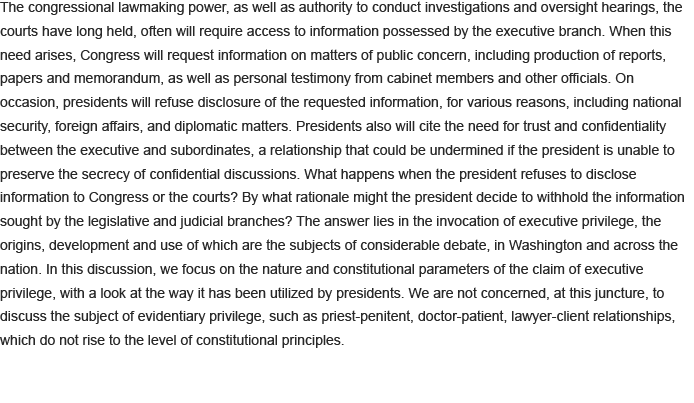 The congressional lawmaking power, as well as authority to conduct investigations and oversight hearings, the
courts have long held, often will require access to information possessed by the executive branch. When this
need arises, Congress will request information on matters of public concern, including production of reports,
papers and memorandum, as well as personal testimony from cabinet members and other officials. On
occasion, presidents will refuse disclosure of the requested information, for various reasons, including national
security, foreign affairs, and diplomatic matters. Presidents also will cite the need for trust and confidentiality
between the executive and subordinates, a relationship that could be undermined if the president is unable to
preserve the secrecy of confidential discussions. What happens when the president refuses to disclose
information to Congress or the courts? By what rationale might the president decide to withhold the information
sought by the legislative and judicial branches? The answer lies in the invocation of executive privilege, the
origins, development and use of which are the subjects of considerable debate, in Washington and across the
nation. In this discussion, we focus on the nature and constitutional parameters of the claim of executive
privilege, with a look at the way it has been utilized by presidents. We are not concerned, at this juncture, to
discuss the subject of evidentiary privilege, such as priest-penitent, doctor-patient, lawyer-client relationships,
which do not rise to the level of constitutional principles.